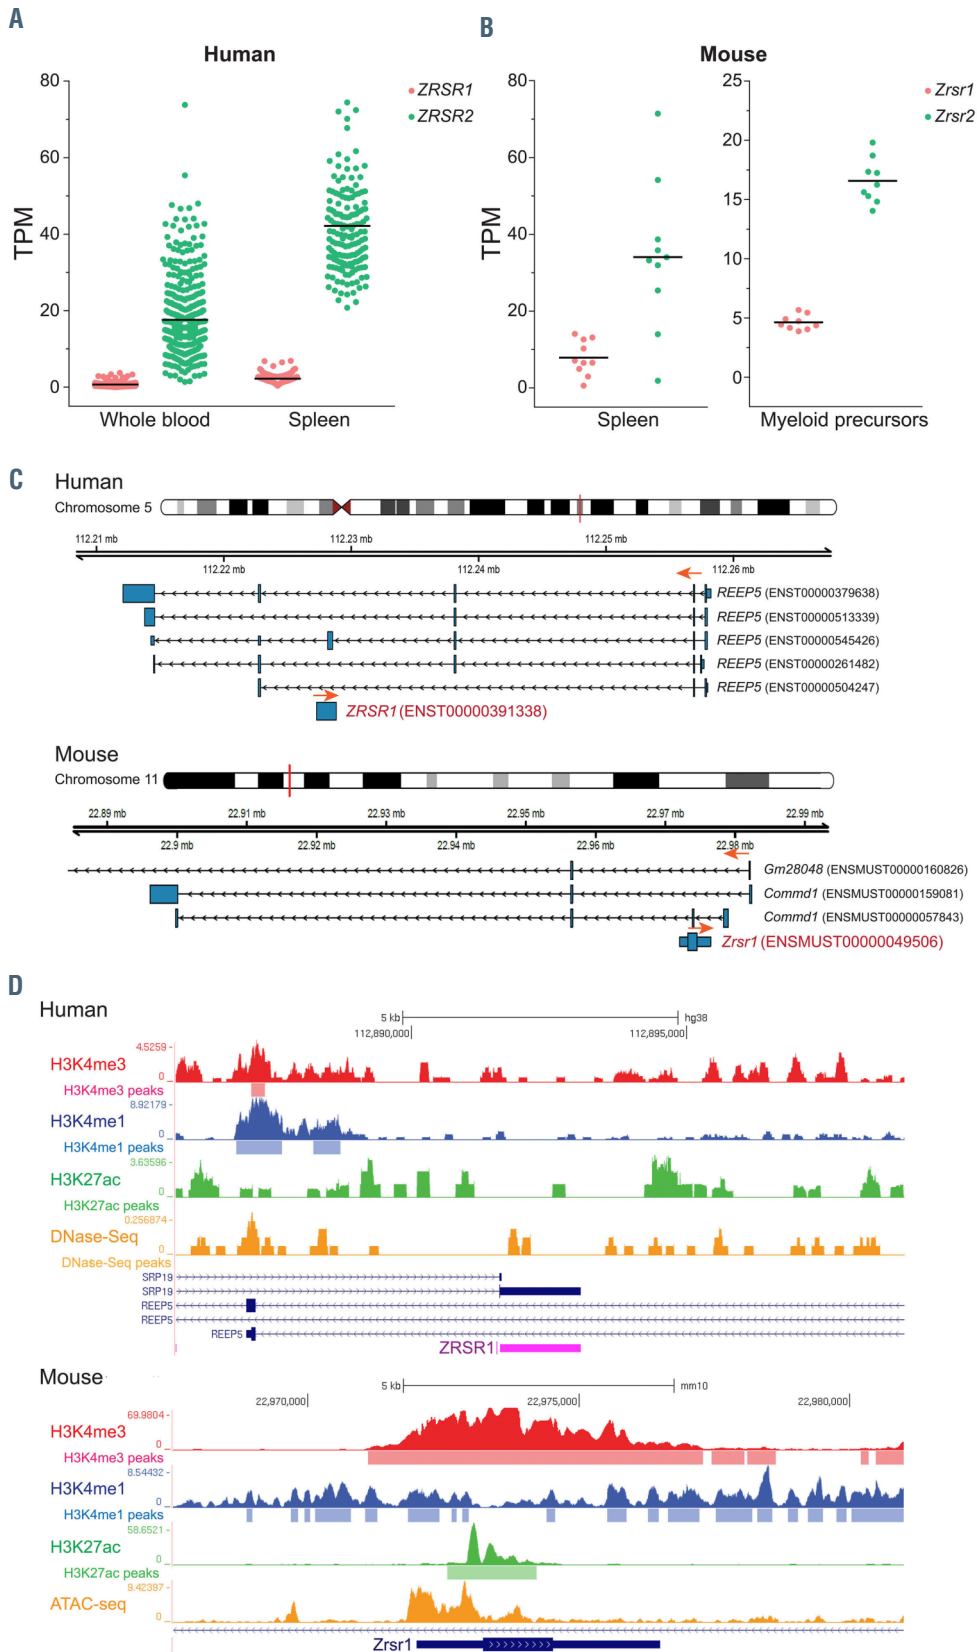 A
B
Human
Mouse
80
60
40
20
0
TPM
ZRSR1
ZRSR2
Whole blood
Spleen
80
60
40
20
0
TPM
Spleen
25
20
15
10
5
0
Zrsr1
Zrsr2
Myeloid precursors
C
Human
Chromosome 5
112.21 mb 112.23 mb 112.25 mb
112.22 mb 112.24 mb 112.26 mb
REEP5 (ENST00000379638)
REEP5 (ENST00000513339)
REEP5 (ENST00000545426)
REEP5 (ENST00000261482)
REEP5 (ENST00000504247)
ZRSR1 (ENST00000391338)
Mouse
Chromosome 11
22.89 mb 22.91 mb 22.93 mb 22.95 mb 22.97 mb 22.99 mb
22.9 mb 22.92 mb 22.94 mb 22.96 mb 22.98 mb
Gm28048 (ENSMUST00000160826)
Commd1 (ENSMUST00000159081)
Commd1 (ENSMUST00000057843)
Zrsr1 (ENSMUST00000049506)
D
Human
5 kb hg38
112,890,000 112,895,000
4.5259
H3K4me3
0
H3K4me3 peaks
8.92179
H3K4me1
0
H3K4me1 peaks
3.63596
H3K27ac
0
H3K27ac peaks
0.256874
DNase-Seq
0
DNase-Seq peaks
SRP19
SRP19
REEP5
REEP5
REEP5
ZRSR1
Mouse
5 kb mm10
22,970,000 22,975,000 22,980,000
69.9804
H3K4me3
0
H3K4me3 peaks
8.54432
H3K4me1
0
H3K4me1 peaks
58.6521
H3K27ac
0
H3K27ac peaks
9.42397
ATAC-seq
0
Zrsr1